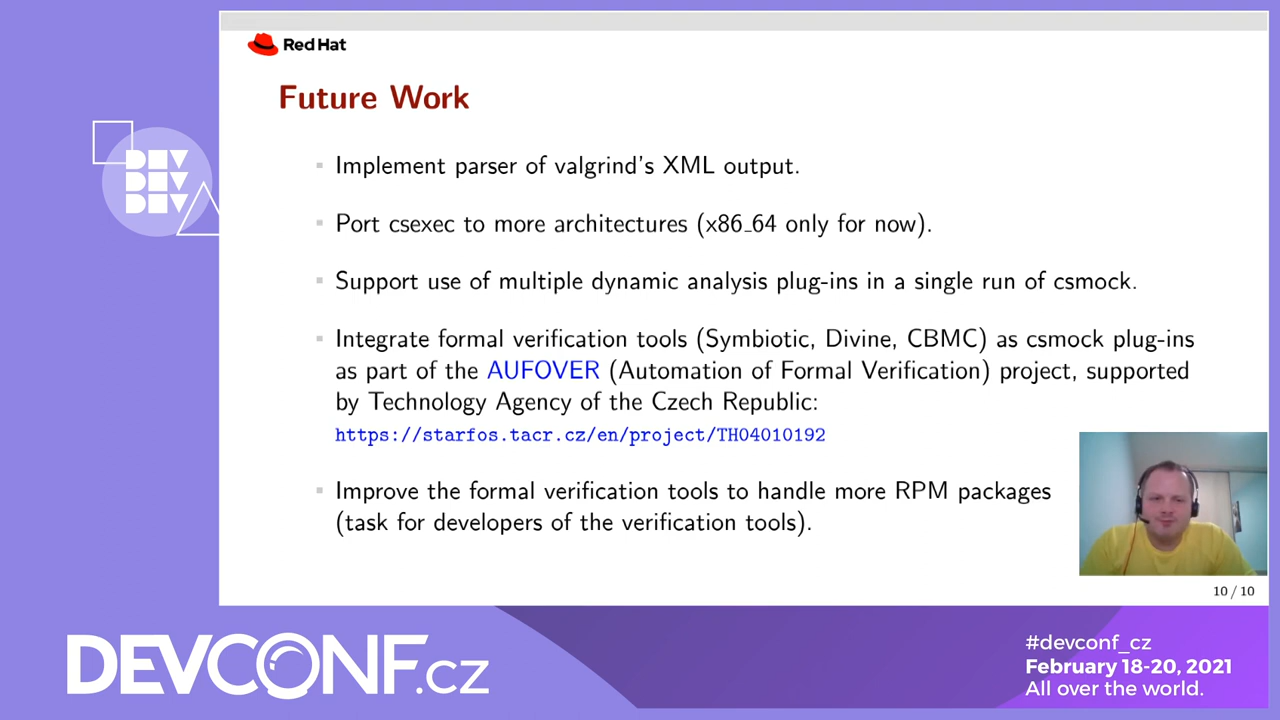 Red Hat
Future Work
Implement parser of valgrind's XML output.
Port csexec to more architectures (x86_64 only for now).
Support use of multiple dynamic analysis plug-ins in a single run of csmock.
Integrate formal verification tools (Symbiotic, Divine, CBMC) as csmock plug-ins
as part of the AUFOVER (Automation of Formal Verification) project, supported
by Technology Agency of the Czech Republic:
https://starfos.tacr.cz/en/project/TH04010192
Improve the formal verification tools to handle more RPM packages
(task for developers of the verification tools).
10 / 10
DEV
DEV
DEV
DEVCONF.cz
#devconf_cz
February 18-20, 2021
All over the world.